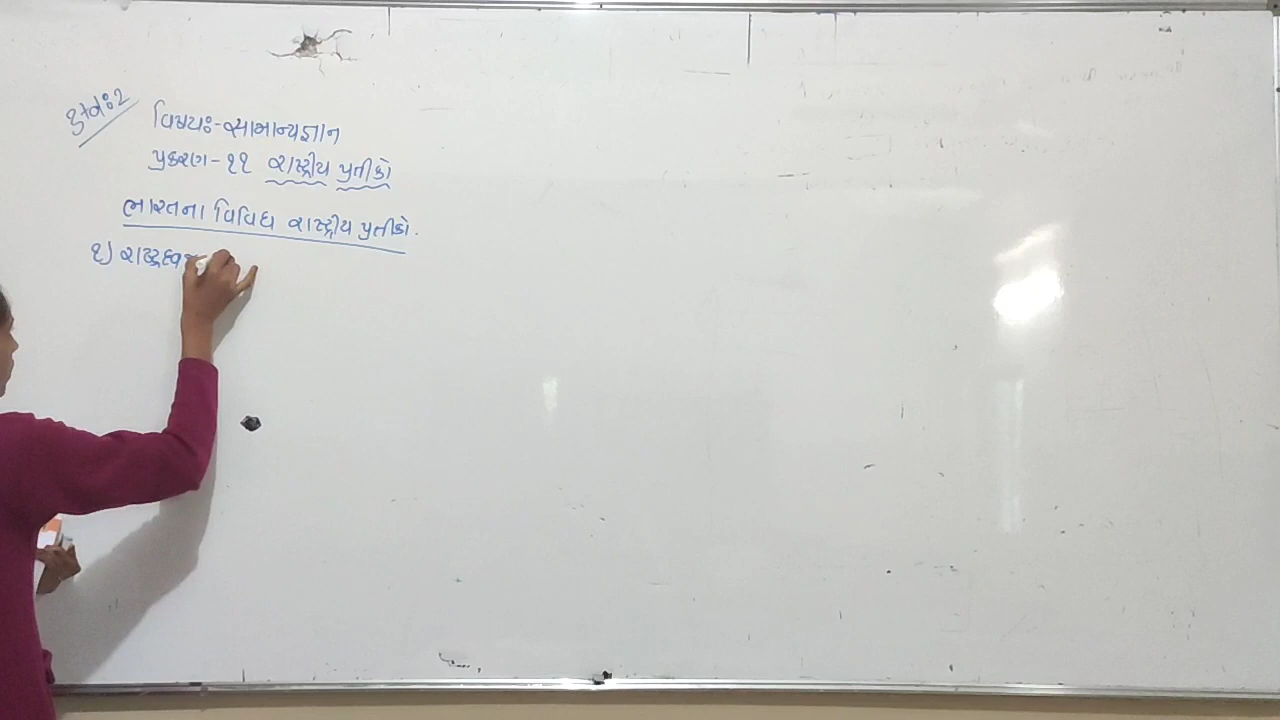 ધોરણઃ૨
વિષયઃ-સામાન્યજ્ઞાન
પ્રકરણ-૧૧ રાષ્ટ્રીય પ્રતીકો
ભારતના વિવિધ રાષ્ટ્રીય પ્રતીકો.
૧) રાષ્ટ્રધ્વજ